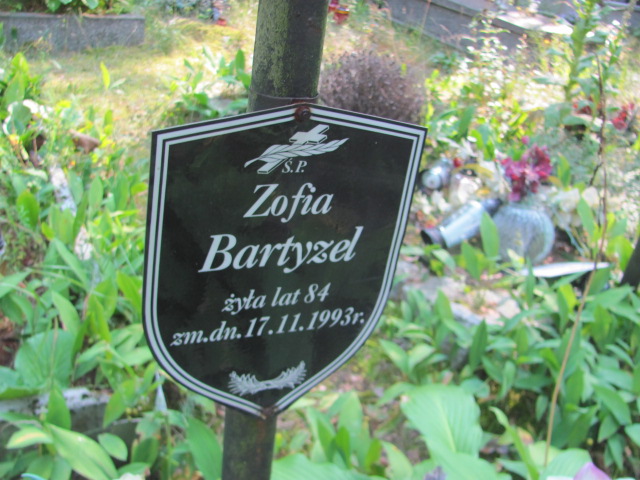 Ś.P.
Zofia
Bartyzel
żyła lat 84
zm.dn.17.11.1993r.